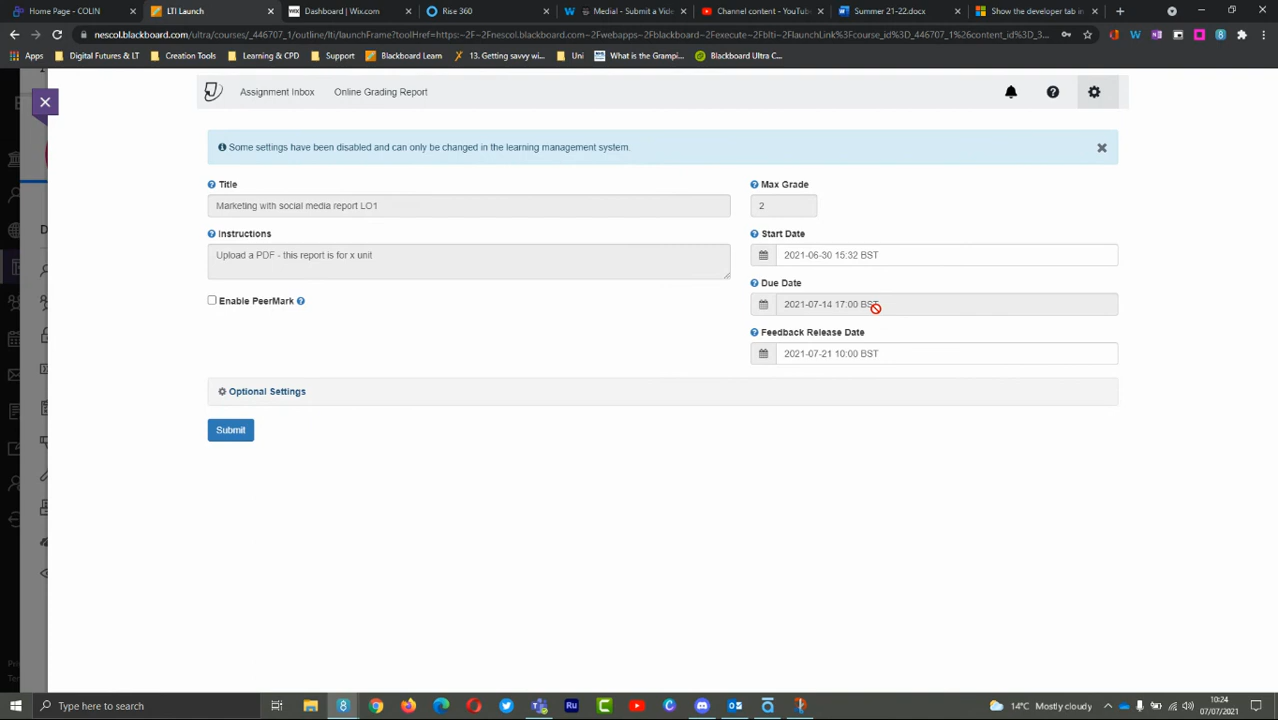 Home Page - COLIN
LTI Launch
Dashboard | Wix.com
Rise 360
Medial - Submit a Vide
Channel content - YouTub
Summer 21-22.docx
Show the developer tab in
nescol.blackboard.com/ultra/courses/_446707_1/outline/lti/launchFrame?toolHref=https:~2F~2Fnescol.blackboard.com~2Fwebapps~2Fblackboard~2Fexecute~2Fblti~2FlaunchLink%3Fcourse_id%3D_446707_1%26content_id%3D_3...
Apps
Digital Futures & LT
Creation Tools
Learning & CPD
Support
Blackboard Learn
13. Getting savvy wi...
Uni
What is the Grampi...
Blackboard Ultra C...
Assignment Inbox
Online Grading Report
Some settings have been disabled and can only be changed in the learning management system.
Title
Marketing with social media report LO1
Max Grade
2
Instructions
Upload a PDF - this report is for x unit
Start Date
2021-06-30 15:32 BST
Due Date
2021-07-14 17:00 BST
Enable PeerMark
Feedback Release Date
2021-07-21 10:00 BST
Optional Settings
Submit
Type here to search
14°C Mostly cloudy
10:24
07/07/2021